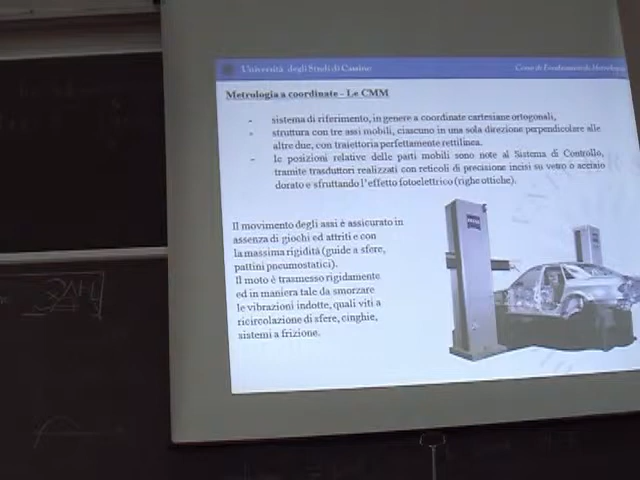 Università degli Studi di Cassino
Corso di Fondamenti di Metrologia
Metrologia a coordinate - Le CMM
- sistema di riferimento, in genere a coordinate cartesiane ortogonali,
- struttura con tre assi mobili, ciascuno in una sola direzione perpendicolare alle
altre due, con traiettoria perfettamente rettilinea.
- le posizioni relative delle parti mobili sono note al Sistema di Controllo,
tramite trasduttori realizzati con reticoli di precisione incisi su vetro o acciaio
dorato e sfruttando l'effetto fotoelettrico (righe ottiche).
Il movimento degli assi è assicurato in
assenza di giochi ed attriti e con
la massima rigidità (guide a sfere,
pattini pneumostatici).
Il moto è trasmesso rigidamente
ed in maniera tale da smorzare
le vibrazioni indotte, quali viti a
ricircolazione di sfere, cinghie,
sistemi a frizione.